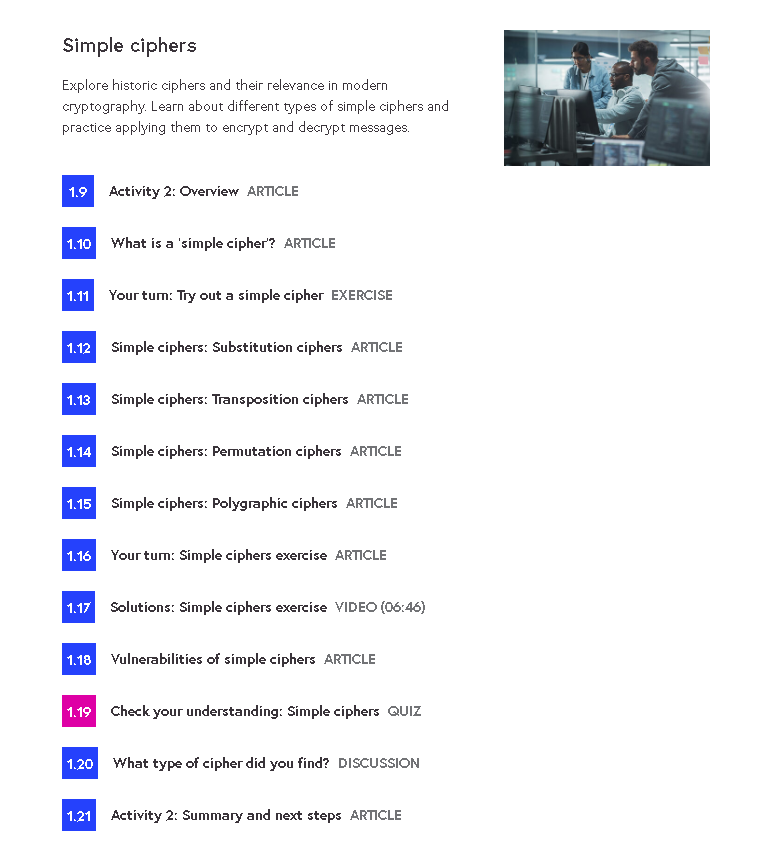 Simple ciphers
Explore historic ciphers and their relevance in modern
cryptography. Learn about different types of simple ciphers and
practice applying them to encrypt and decrypt messages.
1.9 Activity 2: Overview ARTICLE
1.10 What is a 'simple cipher'? ARTICLE
1.11 Your turn: Try out a simple cipher EXERCISE
1.12 Simple ciphers: Substitution ciphers ARTICLE
1.13 Simple ciphers: Transposition ciphers ARTICLE
1.14 Simple ciphers: Permutation ciphers ARTICLE
1.15 Simple ciphers: Polygraphic ciphers ARTICLE
1.16 Your turn: Simple ciphers exercise ARTICLE
1.17 Solutions: Simple ciphers exercise VIDEO (06:46)
1.18 Vulnerabilities of simple ciphers ARTICLE
1.19 Check your understanding: Simple ciphers QUIZ
1.20 What type of cipher did you find? DISCUSSION
1.21 Activity 2: Summary and next steps ARTICLE